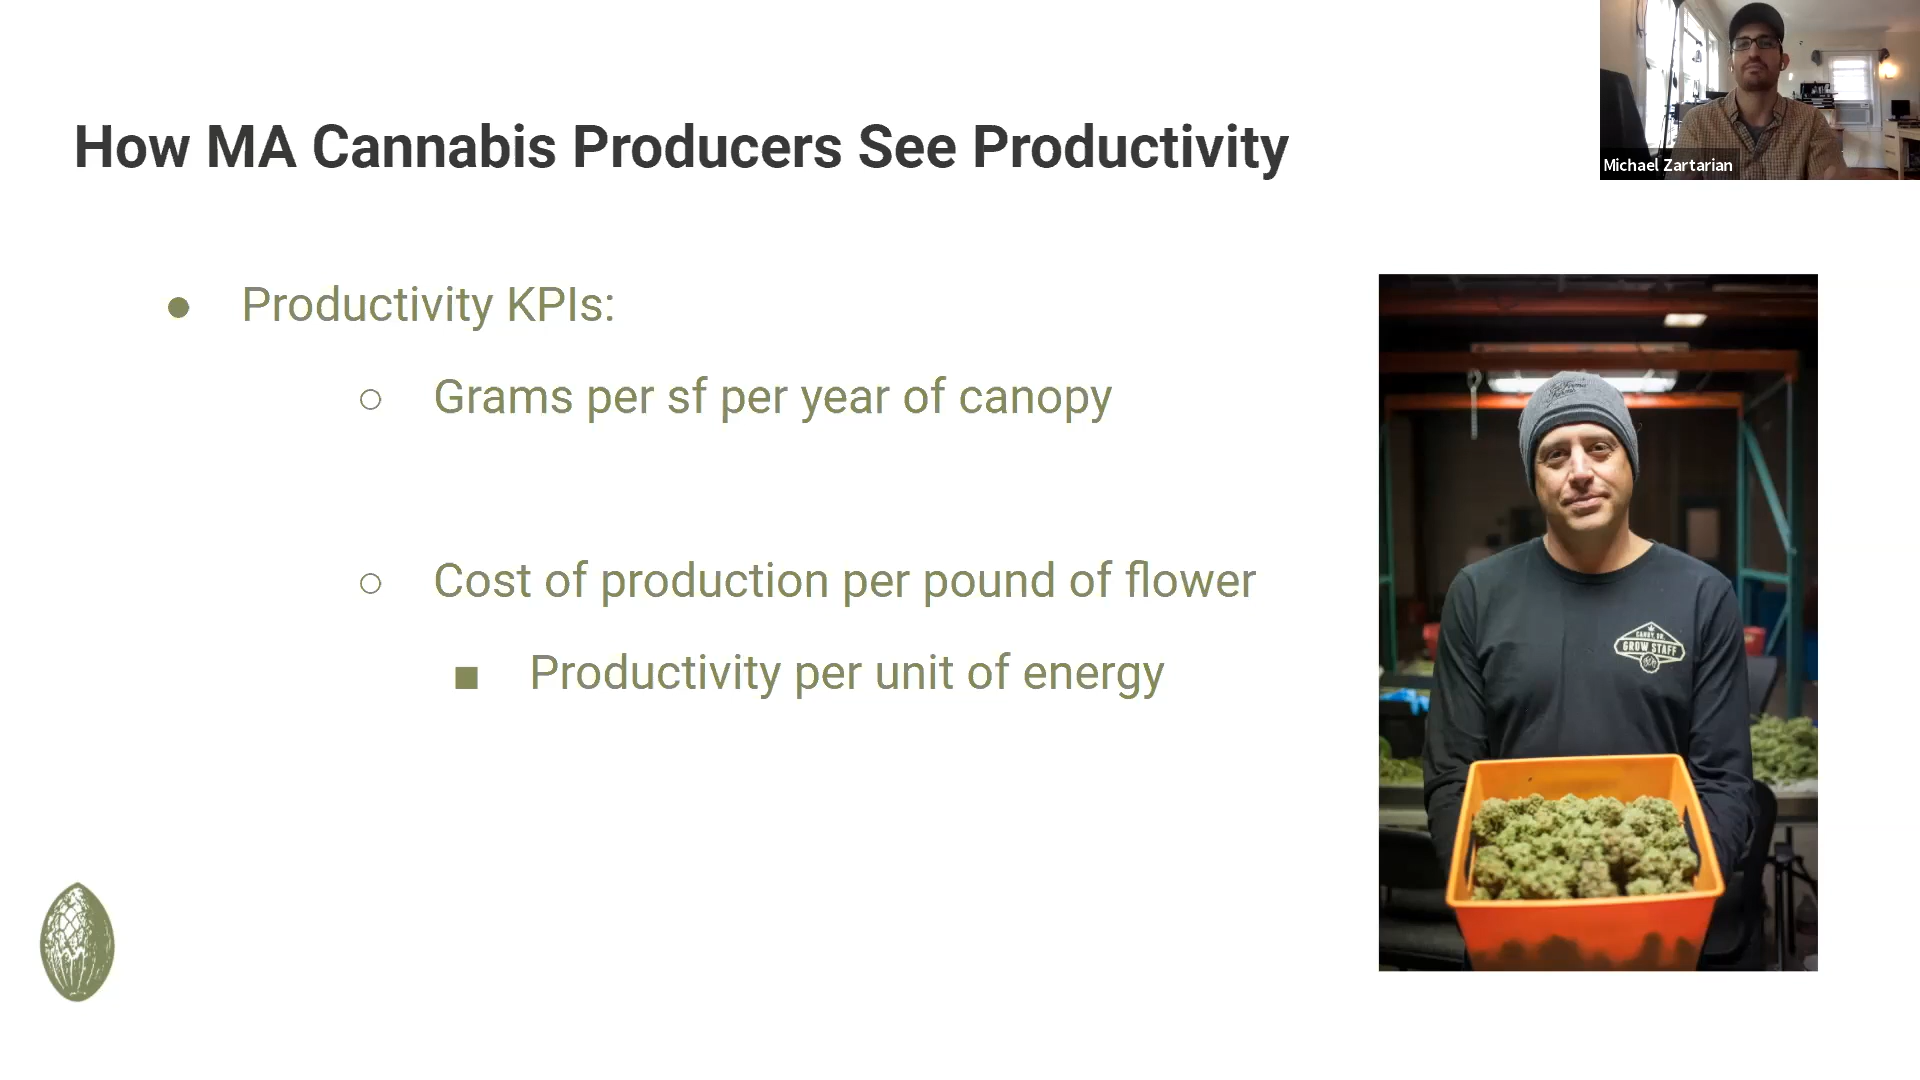 How MA Cannabis Producers See Productivity
Michael Zartarian
● Productivity KPIs:
○ Grams per sf per year of canopy
○ Cost of production per pound of flower
■ Productivity per unit of energy
GROW STAFF